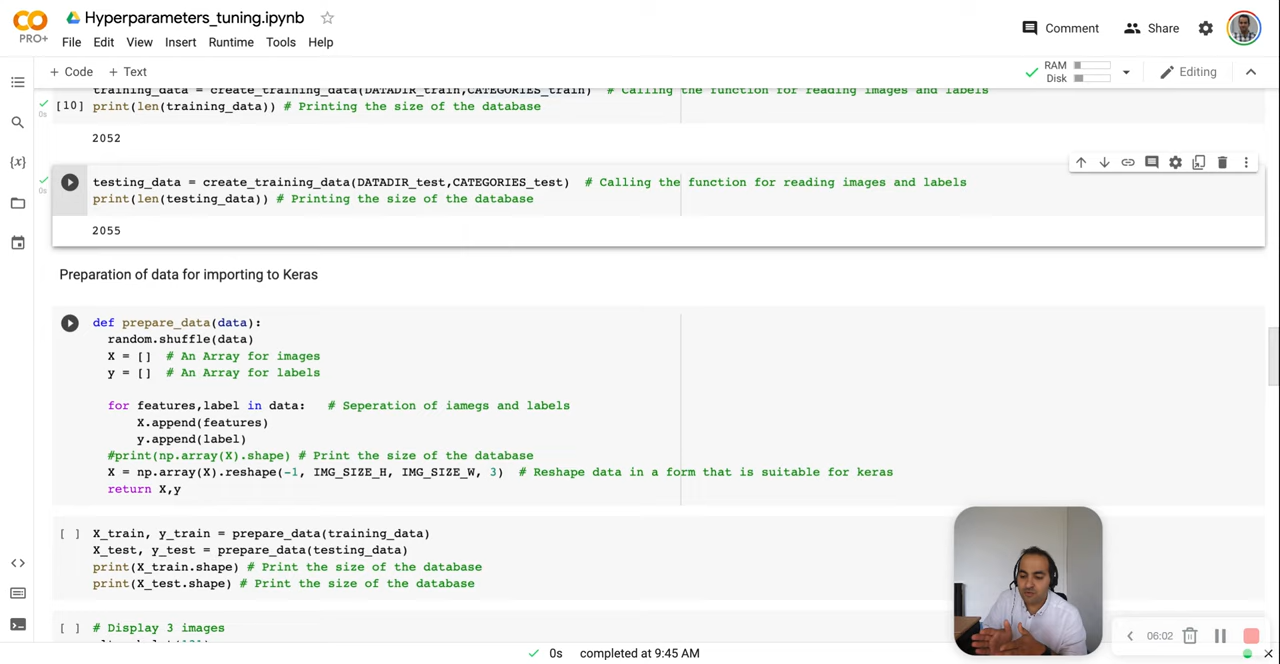 Hyperparameters_tuning.ipynb
PRO+
File Edit View Insert Runtime Tools Help
Comment Share
+ Code + Text
RAM
Disk
Editing
training_data = create_training_data(DATADIR_train,CATEGORIES_train) # Calling the function for reading images and labels
[10] print(len(training_data)) # Printing the size of the database
0s
2052
testing_data = create_training_data(DATADIR_test,CATEGORIES_test) # Calling the function for reading images and labels
0s
print(len(testing_data)) # Printing the size of the database
2055
{x}
Preparation of data for importing to Keras
def prepare_data(data):
random.shuffle(data)
X = [] # An Array for images
y = [] # An Array for labels
for features,label in data: # Seperation of iamegs and labels
X.append(features)
y.append(label)
#print(np.array(X).shape) # Print the size of the database
X = np.array(X).reshape(-1, IMG_SIZE_H, IMG_SIZE_W, 3) # Reshape data in a form that is suitable for keras
return X,y
[ ] X_train, y_train = prepare_data(training_data)
X_test, y_test = prepare_data(testing_data)
print(X_train.shape) # Print the size of the database
print(X_test.shape) # Print the size of the database
[ ] # Display 3 images
06:02
0s completed at 9:45 AM